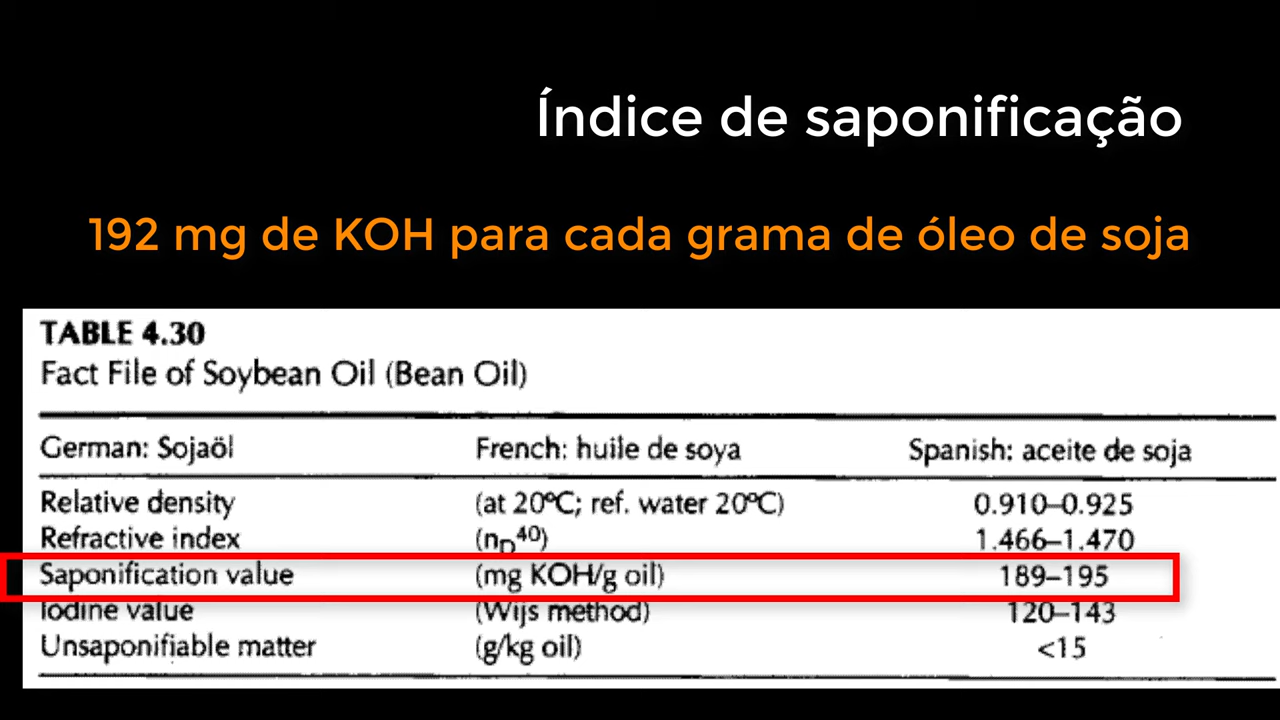 Índice de saponificação
192 mg de KOH para cada grama de óleo de soja
TABLE 4.30
Fact File of Soybean Oil (Bean Oil)
German: Sojaöl French: huile de soya Spanish: aceite de soja
Relative density (at 20ºC; ref. water 20ºC) 0.910–0.925
Refractive index (nD40) 1.466–1.470
Saponification value (mg KOH/g oil) 189–195
Iodine value (Wijs method) 120–143
Unsaponifiable matter (g/kg oil) <15